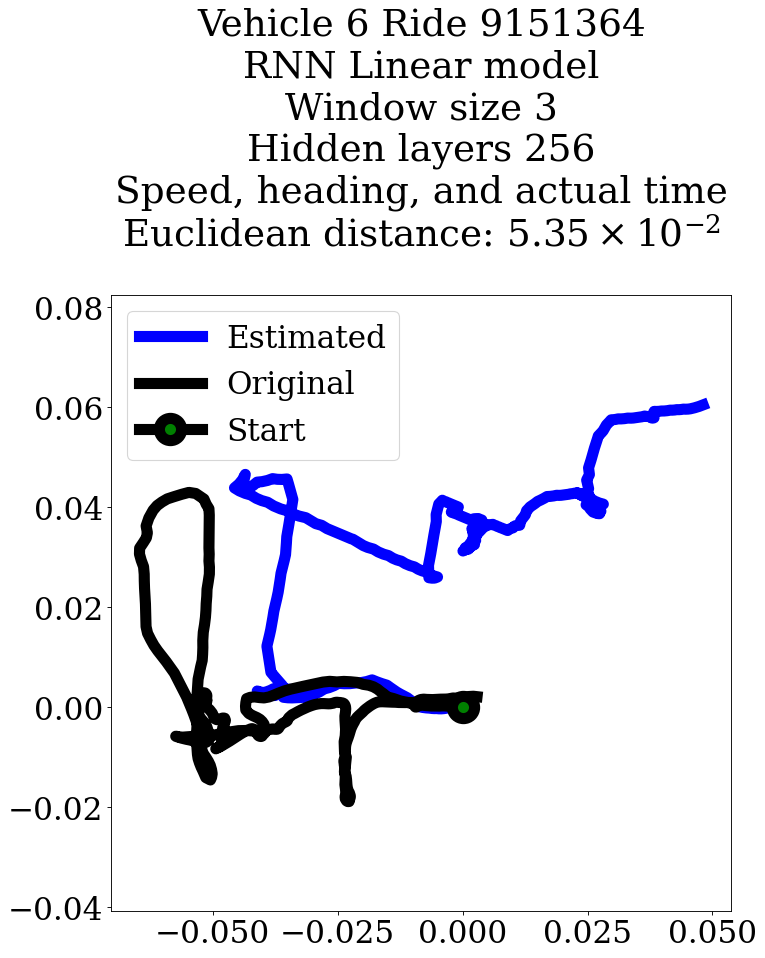 Vehicle 6 Ride 9151364
RNN Linear model
Window size 3
Hidden layers 256
Speed, heading, and actual time
Euclidean distance: 5.35 × 10⁻²
0.08
Estimated
Original
Start
0.06
0.04
0.02
0.00
−0.02
−0.04
−0.050 −0.025 0.000 0.025 0.050